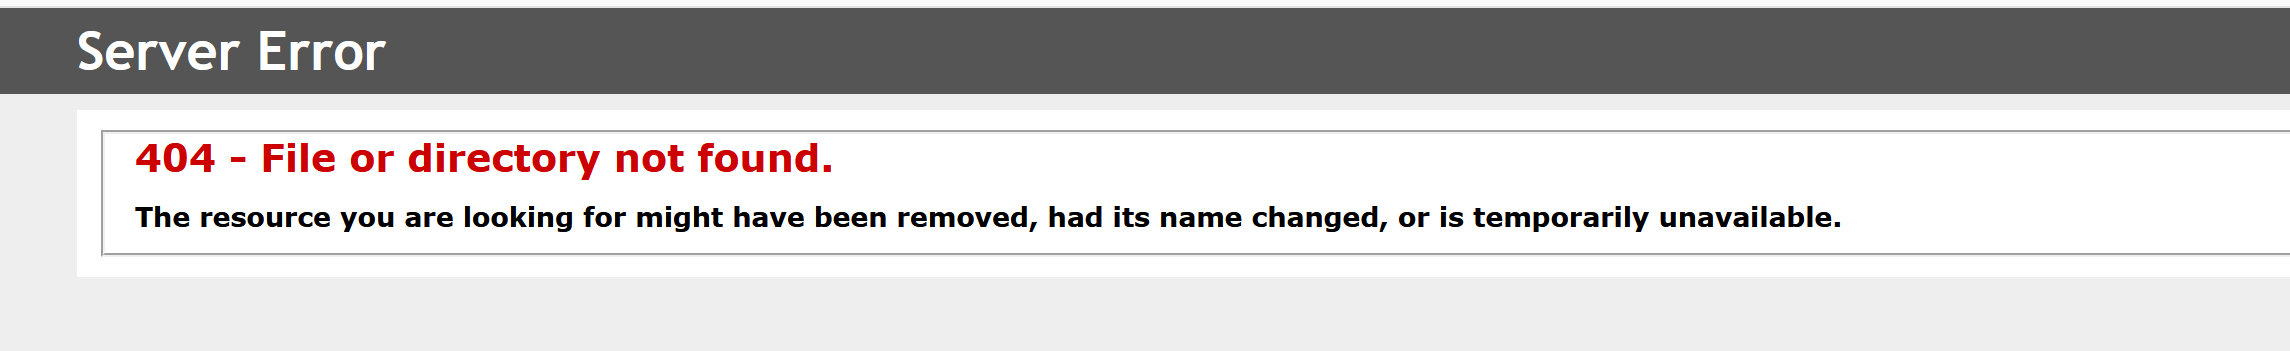 Server Error
404 - File or directory not found.
The resource you are looking for might have been removed, had its name changed, or is temporarily unavailable.